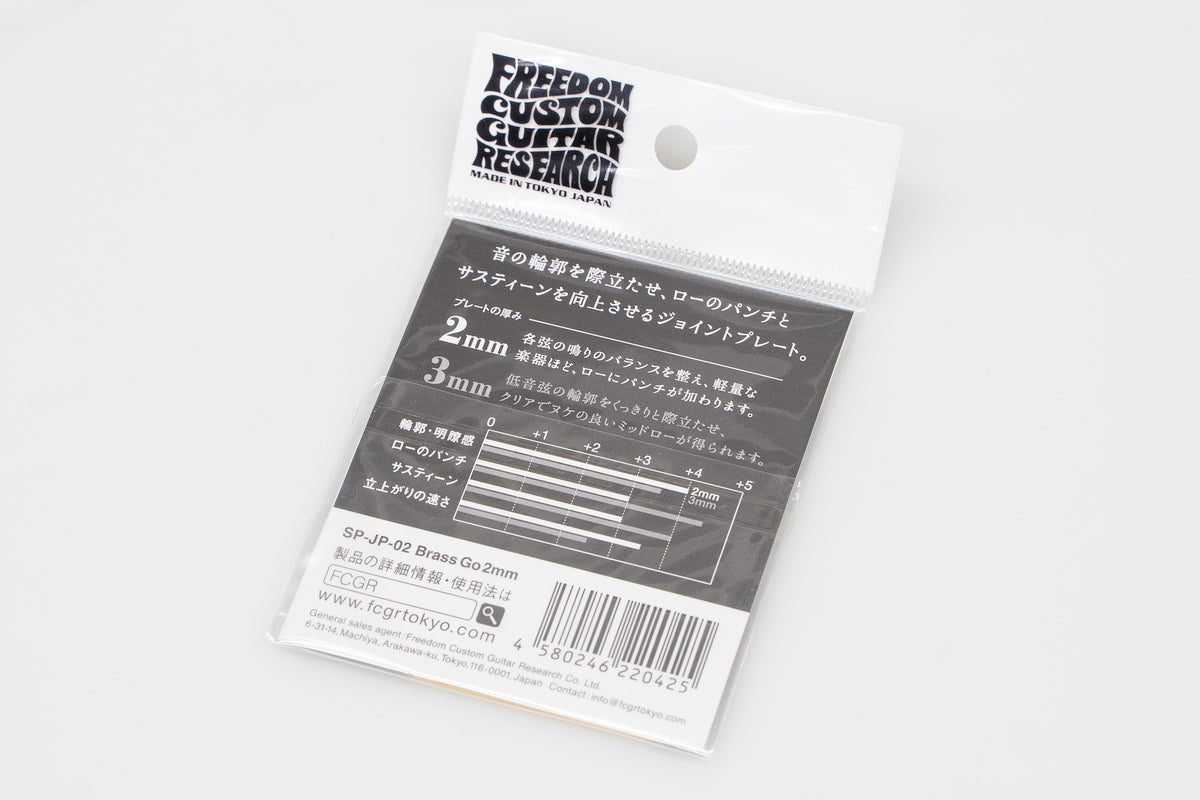 FREEDOM
CUSTOM
GUITAR
RESEARCH
MADE IN TOKYO JAPAN
音の輪郭を際立たせ、ローのパンチと
サスティーンを向上させるジョイントプレート。
プレートの厚み
2mm 各弦の鳴りのバランスを整え、軽量な
楽器ほど、ローにパンチが加わります。
3mm 低音弦の輪郭をくっきりと際立たせ、
クリアでヌケの良いミッドローが得られます。
0 +1 +2 +3 +4 +5
輪郭・明瞭感
ローのパンチ
サスティーン
立上がりの速さ
2mm
3mm
SP-JP-02 Brass Go 2mm
製品の詳細情報・使用法は
FCGR
www.fcgrtokyo.com
General sales agent: Freedom Custom Guitar Research Co. Ltd.
6-31-14, Machiya, Arakawa-ku, Tokyo, 116-0001, Japan Contact: info@fcgrtokyo.com
4 580246 220425